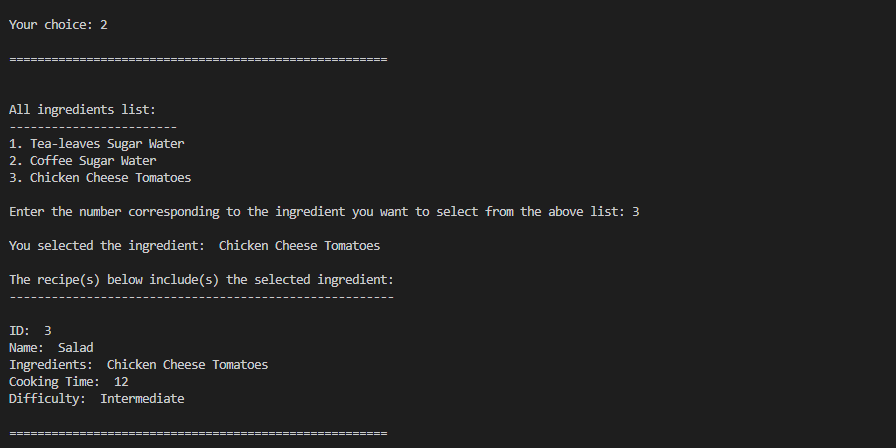 Your choice: 2
======================================================
All ingredients list:
------------------------
1. Tea-leaves Sugar Water
2. Coffee Sugar Water
3. Chicken Cheese Tomatoes
Enter the number corresponding to the ingredient you want to select from the above list: 3
You selected the ingredient:  Chicken Cheese Tomatoes
The recipe(s) below include(s) the selected ingredient:
-------------------------------------------------------
ID:  3
Name:  Salad
Ingredients:  Chicken Cheese Tomatoes
Cooking Time:  12
Difficulty:  Intermediate
======================================================